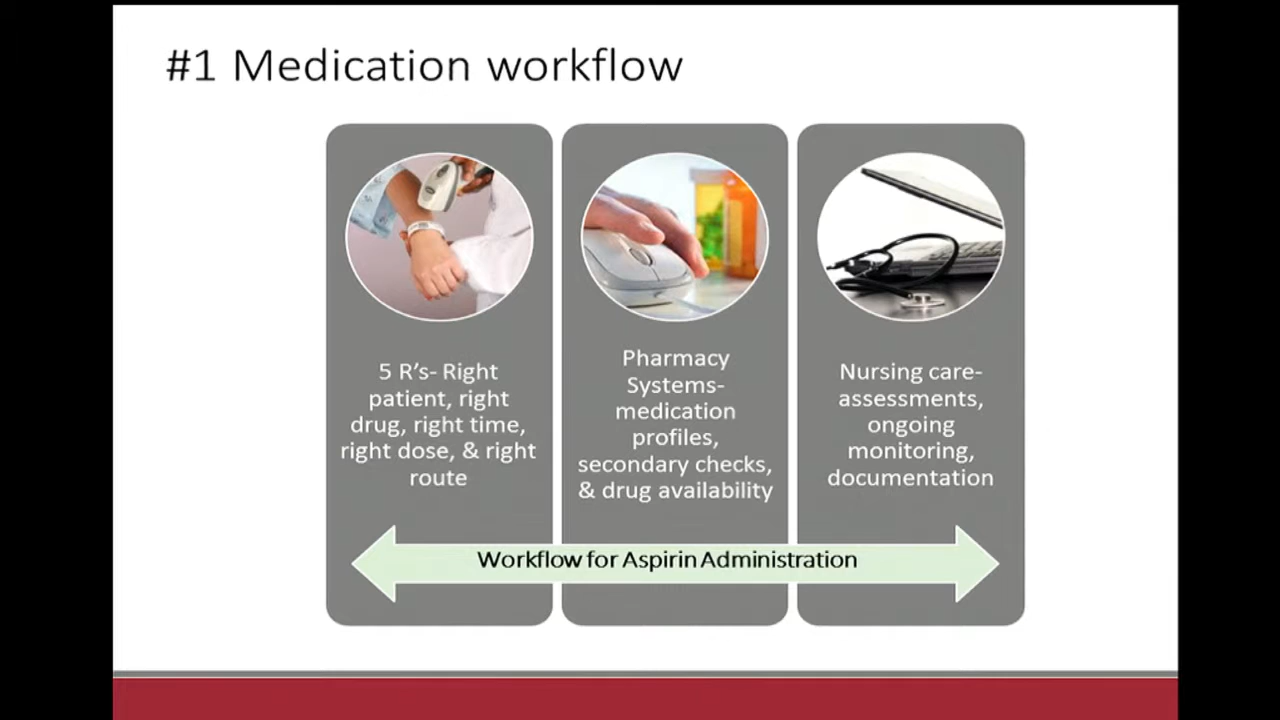 #1 Medication workflow
5 R’s- Right
patient, right
drug, right time,
right dose, & right
route
Pharmacy
Systems-
medication
profiles,
secondary checks,
& drug availability
Nursing care-
assessments,
ongoing
monitoring,
documentation
Workflow for Aspirin Administration